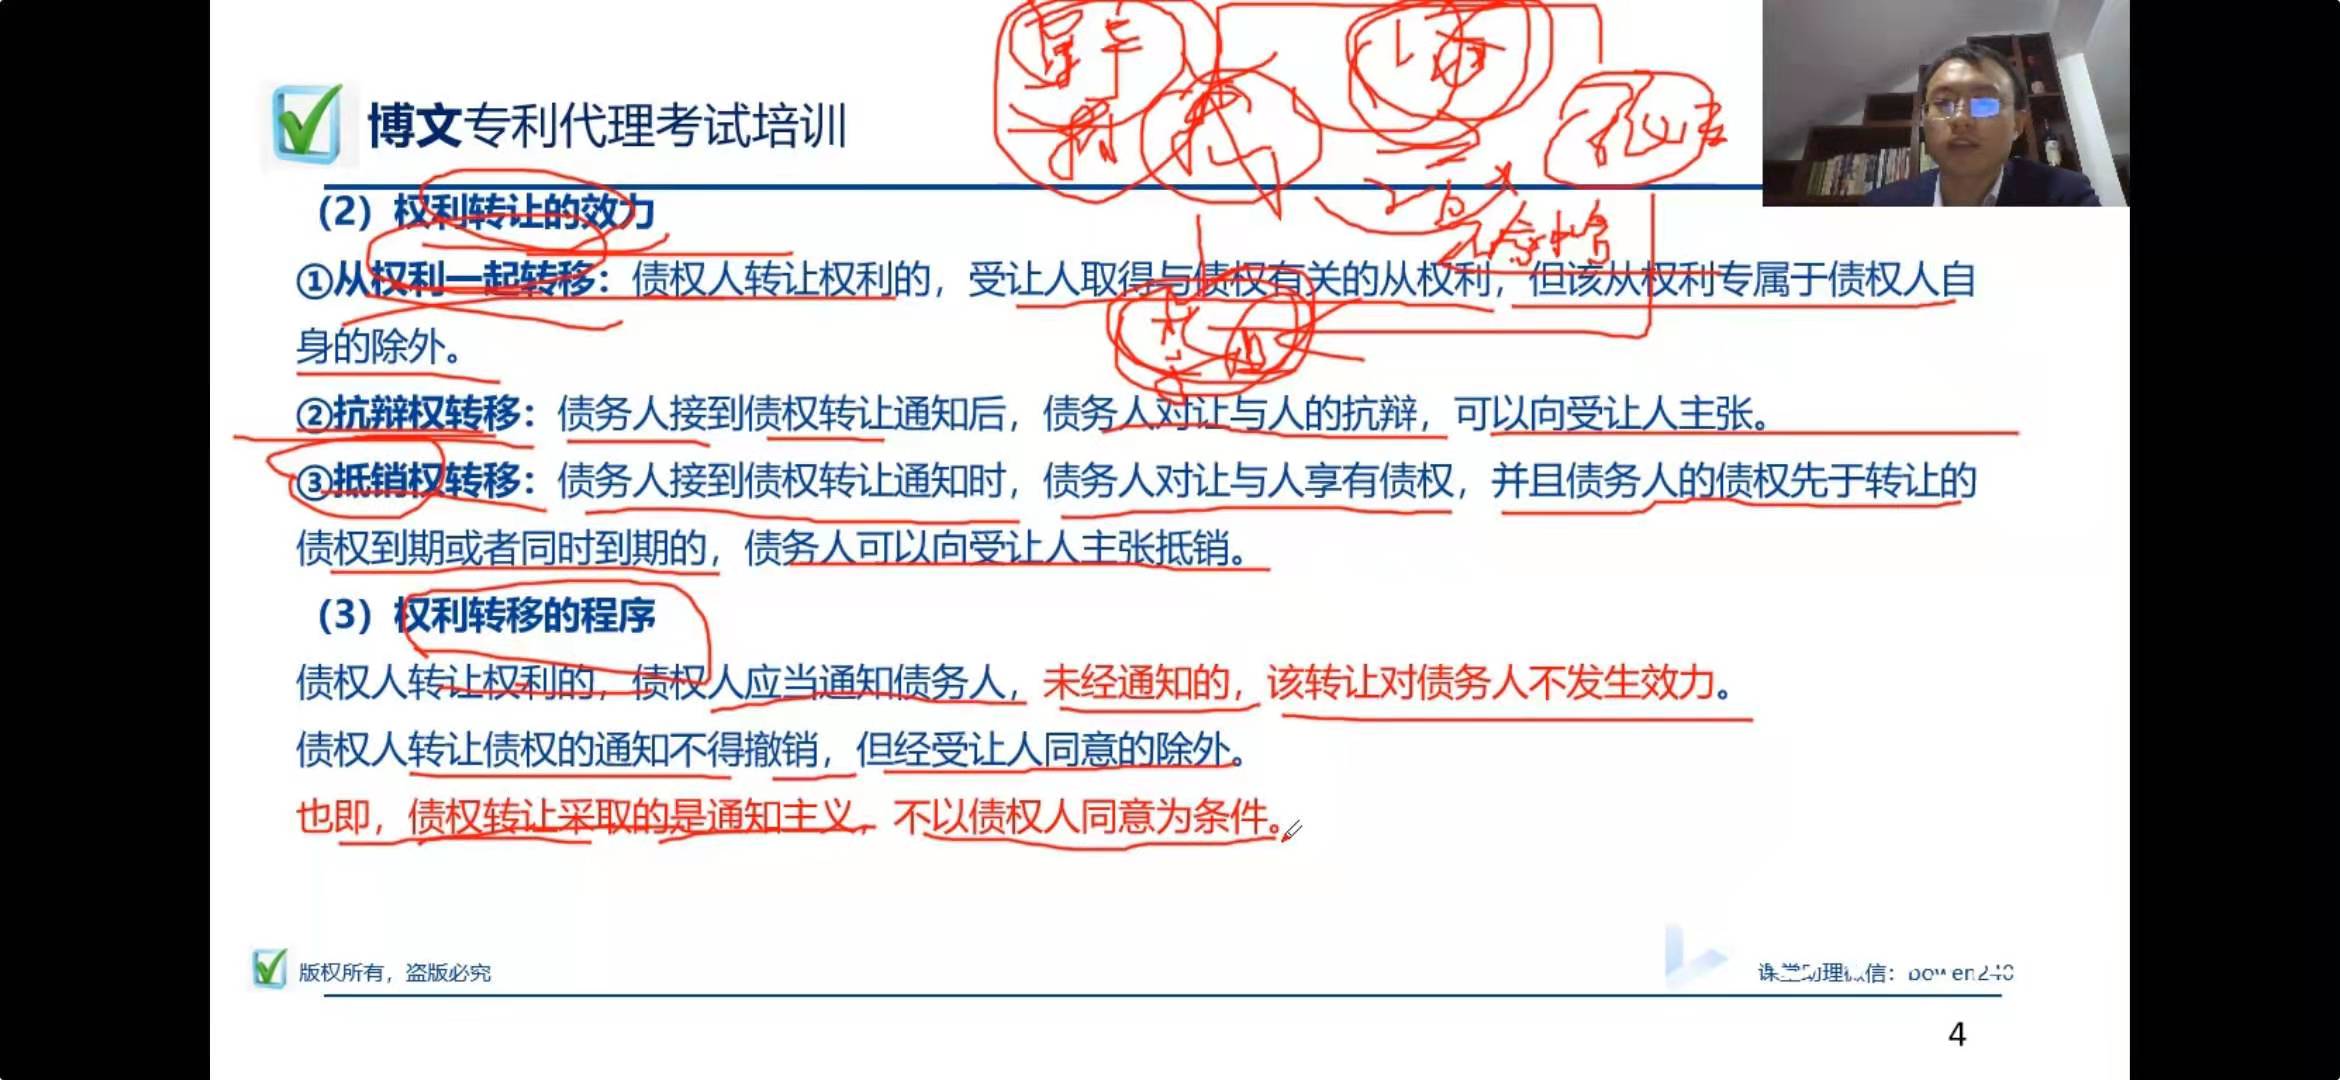 博文专利代理考试培训
（2）权利转让的效力
①从权利一起转移：债权人转让权利的，受让人取得与债权有关的从权利，但该从权利专属于债权人自
身的除外。
②抗辩权转移：债务人接到债权转让通知后，债务人对让与人的抗辩，可以向受让人主张。
③抵销权转移：债务人接到债权转让通知时，债务人对让与人享有债权，并且债务人的债权先于转让的
债权到期或者同时到期的，债务人可以向受让人主张抵销。
（3）权利转移的程序
债权人转让权利的，债权人应当通知债务人，未经通知的，该转让对债务人不发生效力。
债权人转让债权的通知不得撤销，但经受让人同意的除外。
也即，债权转让采取的是通知主义，不以债权人同意为条件。
版权所有，盗版必究
课堂助理微信：bowen240
4